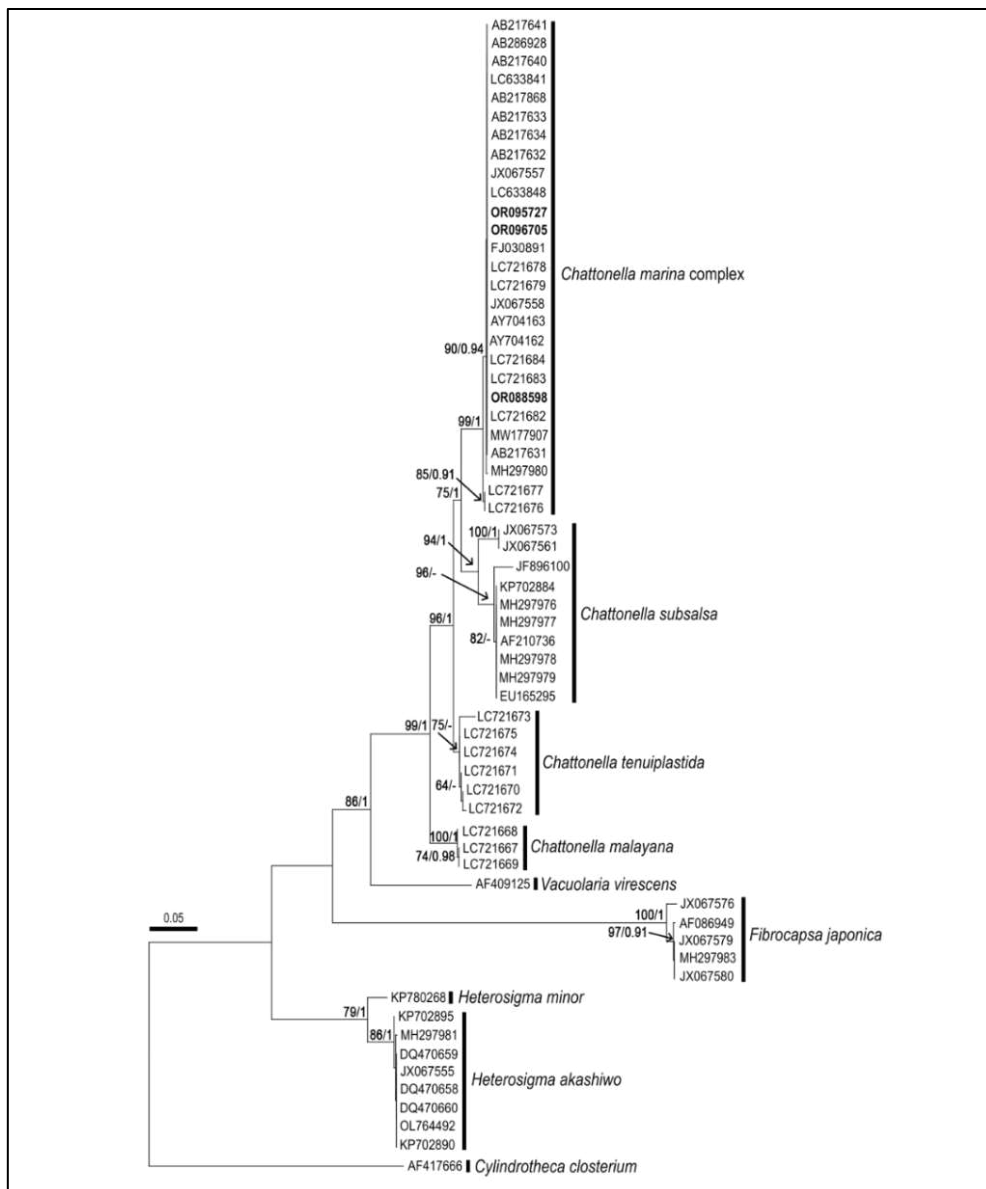 AB217641
AB286928
AB217640
LC633841
AB217868
AB217633
AB217634
AB217632
JX067557
LC633848
OR095727
OR096705
FJ030891
LC721678
Chattonella marina complex
LC721679
JX067558
AY704163
AY704162
90/0.94
LC721684
LC721683
OR088598
LC721682
99/1
MW177907
AB217631
MH297980
85/0.91
LC721677
75/1
LC721676
JX067573
100/1
94/1
JX067561
JF896100
96/-
KP702884
MH297976
Chattonella subsalsa
96/1
MH297977
82/-
AF210736
MH297978
MH297979
EU165295
LC721673
99/1
75/-
LC721675
LC721674
Chattonella tenuiplastida
LC721671
64/-
LC721670
86/1
LC721672
LC721668
100/1
LC721667
Chattonella malayana
74/0.98
LC721669
AF409125
Vacuolaria virescens
JX067576
0.05
100/1
AF086949
97/0.91
JX067579
Fibrocapsa japonica
MH297983
JX067580
KP780268
Heterosigma minor
79/1
KP702895
86/1
MH297981
DQ470659
JX067555
Heterosigma akashiwo
DQ470658
DQ470660
OL764492
KP702890
AF417666
Cylindrotheca closterium